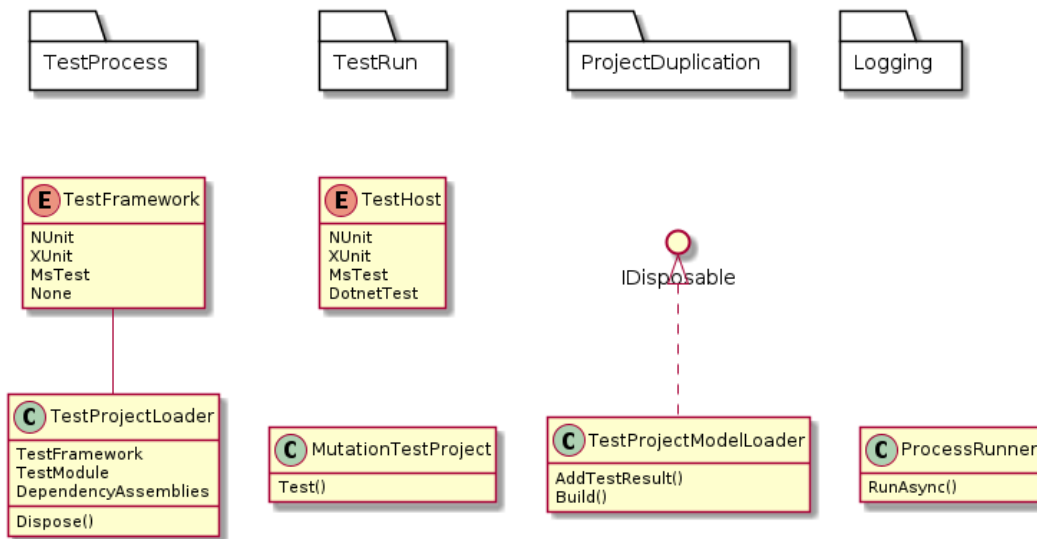 TestProcess
TestRun
ProjectDuplication
Logging
E TestFramework
NUnit
XUnit
MsTest
None
E TestHost
NUnit
XUnit
MsTest
DotnetTest
IDisposable
C TestProjectLoader
TestFramework
TestModule
DependencyAssemblies
Dispose()
C MutationTestProject
Test()
C TestProjectModelLoader
AddTestResult()
Build()
C ProcessRunner
RunAsync()